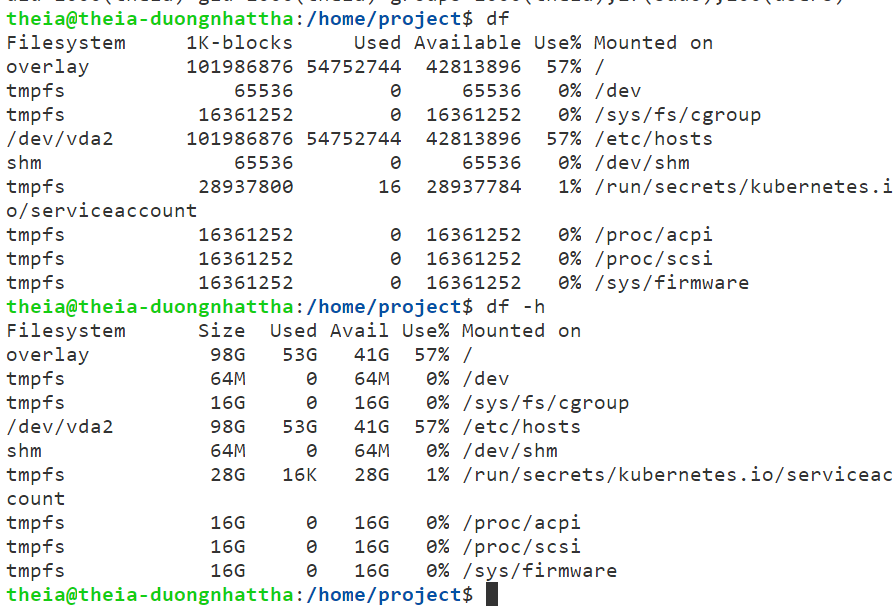 theia@theia-duongnhattha:/home/project$ df
Filesystem     1K-blocks     Used Available Use% Mounted on
overlay        101986876 54752744  42813896  57% /
tmpfs              65536        0     65536   0% /dev
tmpfs           16361252        0  16361252   0% /sys/fs/cgroup
/dev/vda2      101986876 54752744  42813896  57% /etc/hosts
shm                65536        0     65536   0% /dev/shm
tmpfs           28937800       16  28937784   1% /run/secrets/kubernetes.i
o/serviceaccount
tmpfs           16361252        0  16361252   0% /proc/acpi
tmpfs           16361252        0  16361252   0% /proc/scsi
tmpfs           16361252        0  16361252   0% /sys/firmware
theia@theia-duongnhattha:/home/project$ df -h
Filesystem      Size  Used Avail Use% Mounted on
overlay          98G   53G   41G  57% /
tmpfs            64M     0   64M   0% /dev
tmpfs            16G     0   16G   0% /sys/fs/cgroup
/dev/vda2        98G   53G   41G  57% /etc/hosts
shm              64M     0   64M   0% /dev/shm
tmpfs            28G   16K   28G   1% /run/secrets/kubernetes.io/serviceac
count
tmpfs            16G     0   16G   0% /proc/acpi
tmpfs            16G     0   16G   0% /proc/scsi
tmpfs            16G     0   16G   0% /sys/firmware
theia@theia-duongnhattha:/home/project$